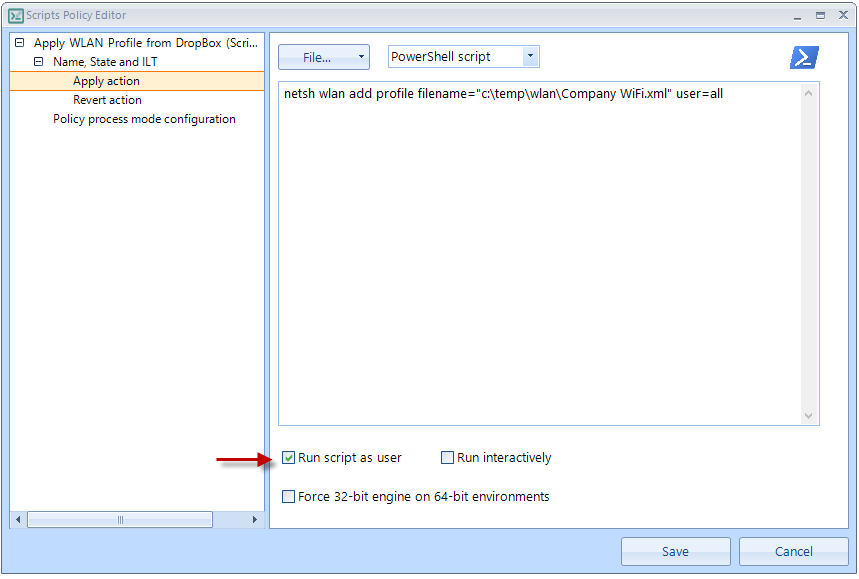 Scripts Policy Editor
Apply WLAN Profile from DropBox (Scri...
Name, State and ILT
Apply action
Revert action
Policy process mode configuration
File...
PowerShell script
netsh wlan add profile filename="c:\temp\wlan\Company WiFi.xml" user=all
Run script as user
Run interactively
Force 32-bit engine on 64-bit environments
Save
Cancel